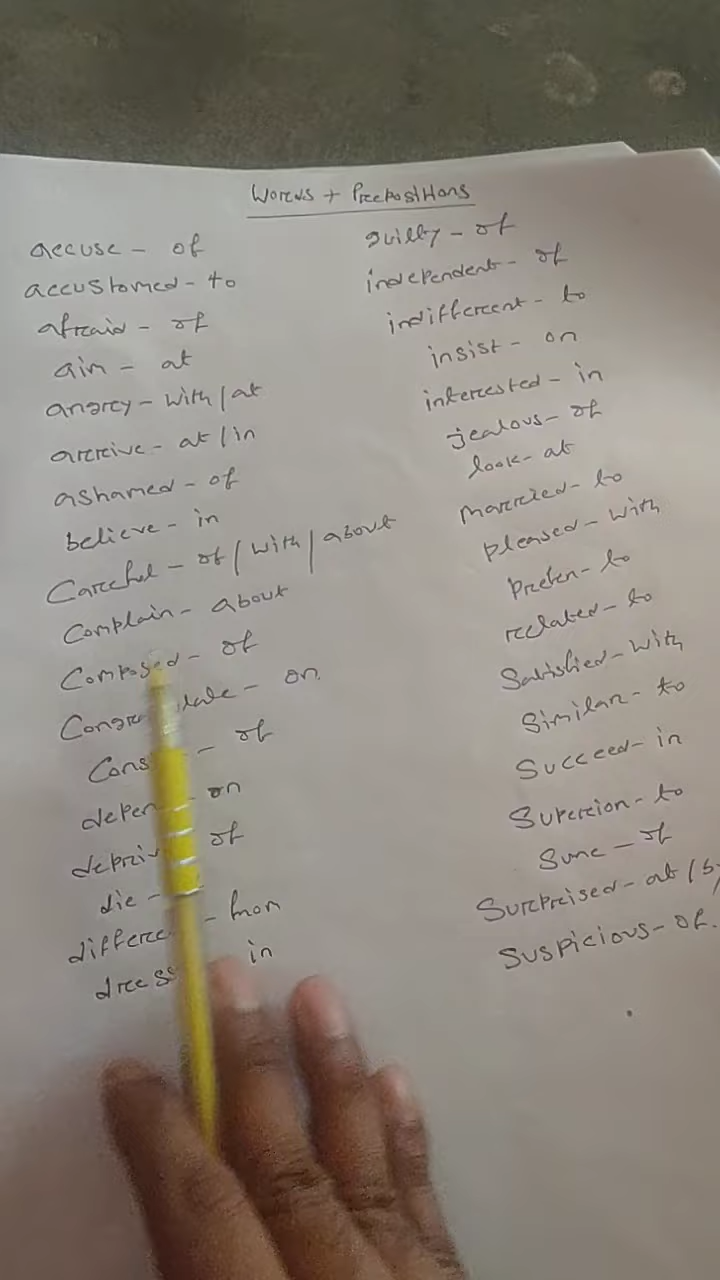 Words + Prepositions
accuse - of
accustomed - to
afraid - of
aim - at
angry - with / at
arrive - at / in
ashamed - of
believe - in
Careful - of / with / about
Complain - about
Composed - of
- on
- of
- on
- of
die -
- from
in
guilty - of
independent - of
indifferent - to
insist - on
interested - in
jealous - of
look - at
married - to
pleased - with
prefer - to
related - to
Satisfied - with
Similar - to
Succeed - in
- to
Sure - of
Surprised - at /
Suspicious - of.